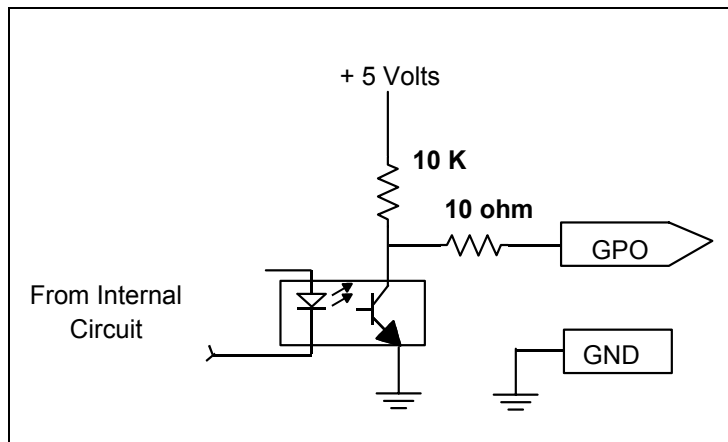 + 5 Volts
10 K
10 ohm
GPO
From Internal
Circuit
GND